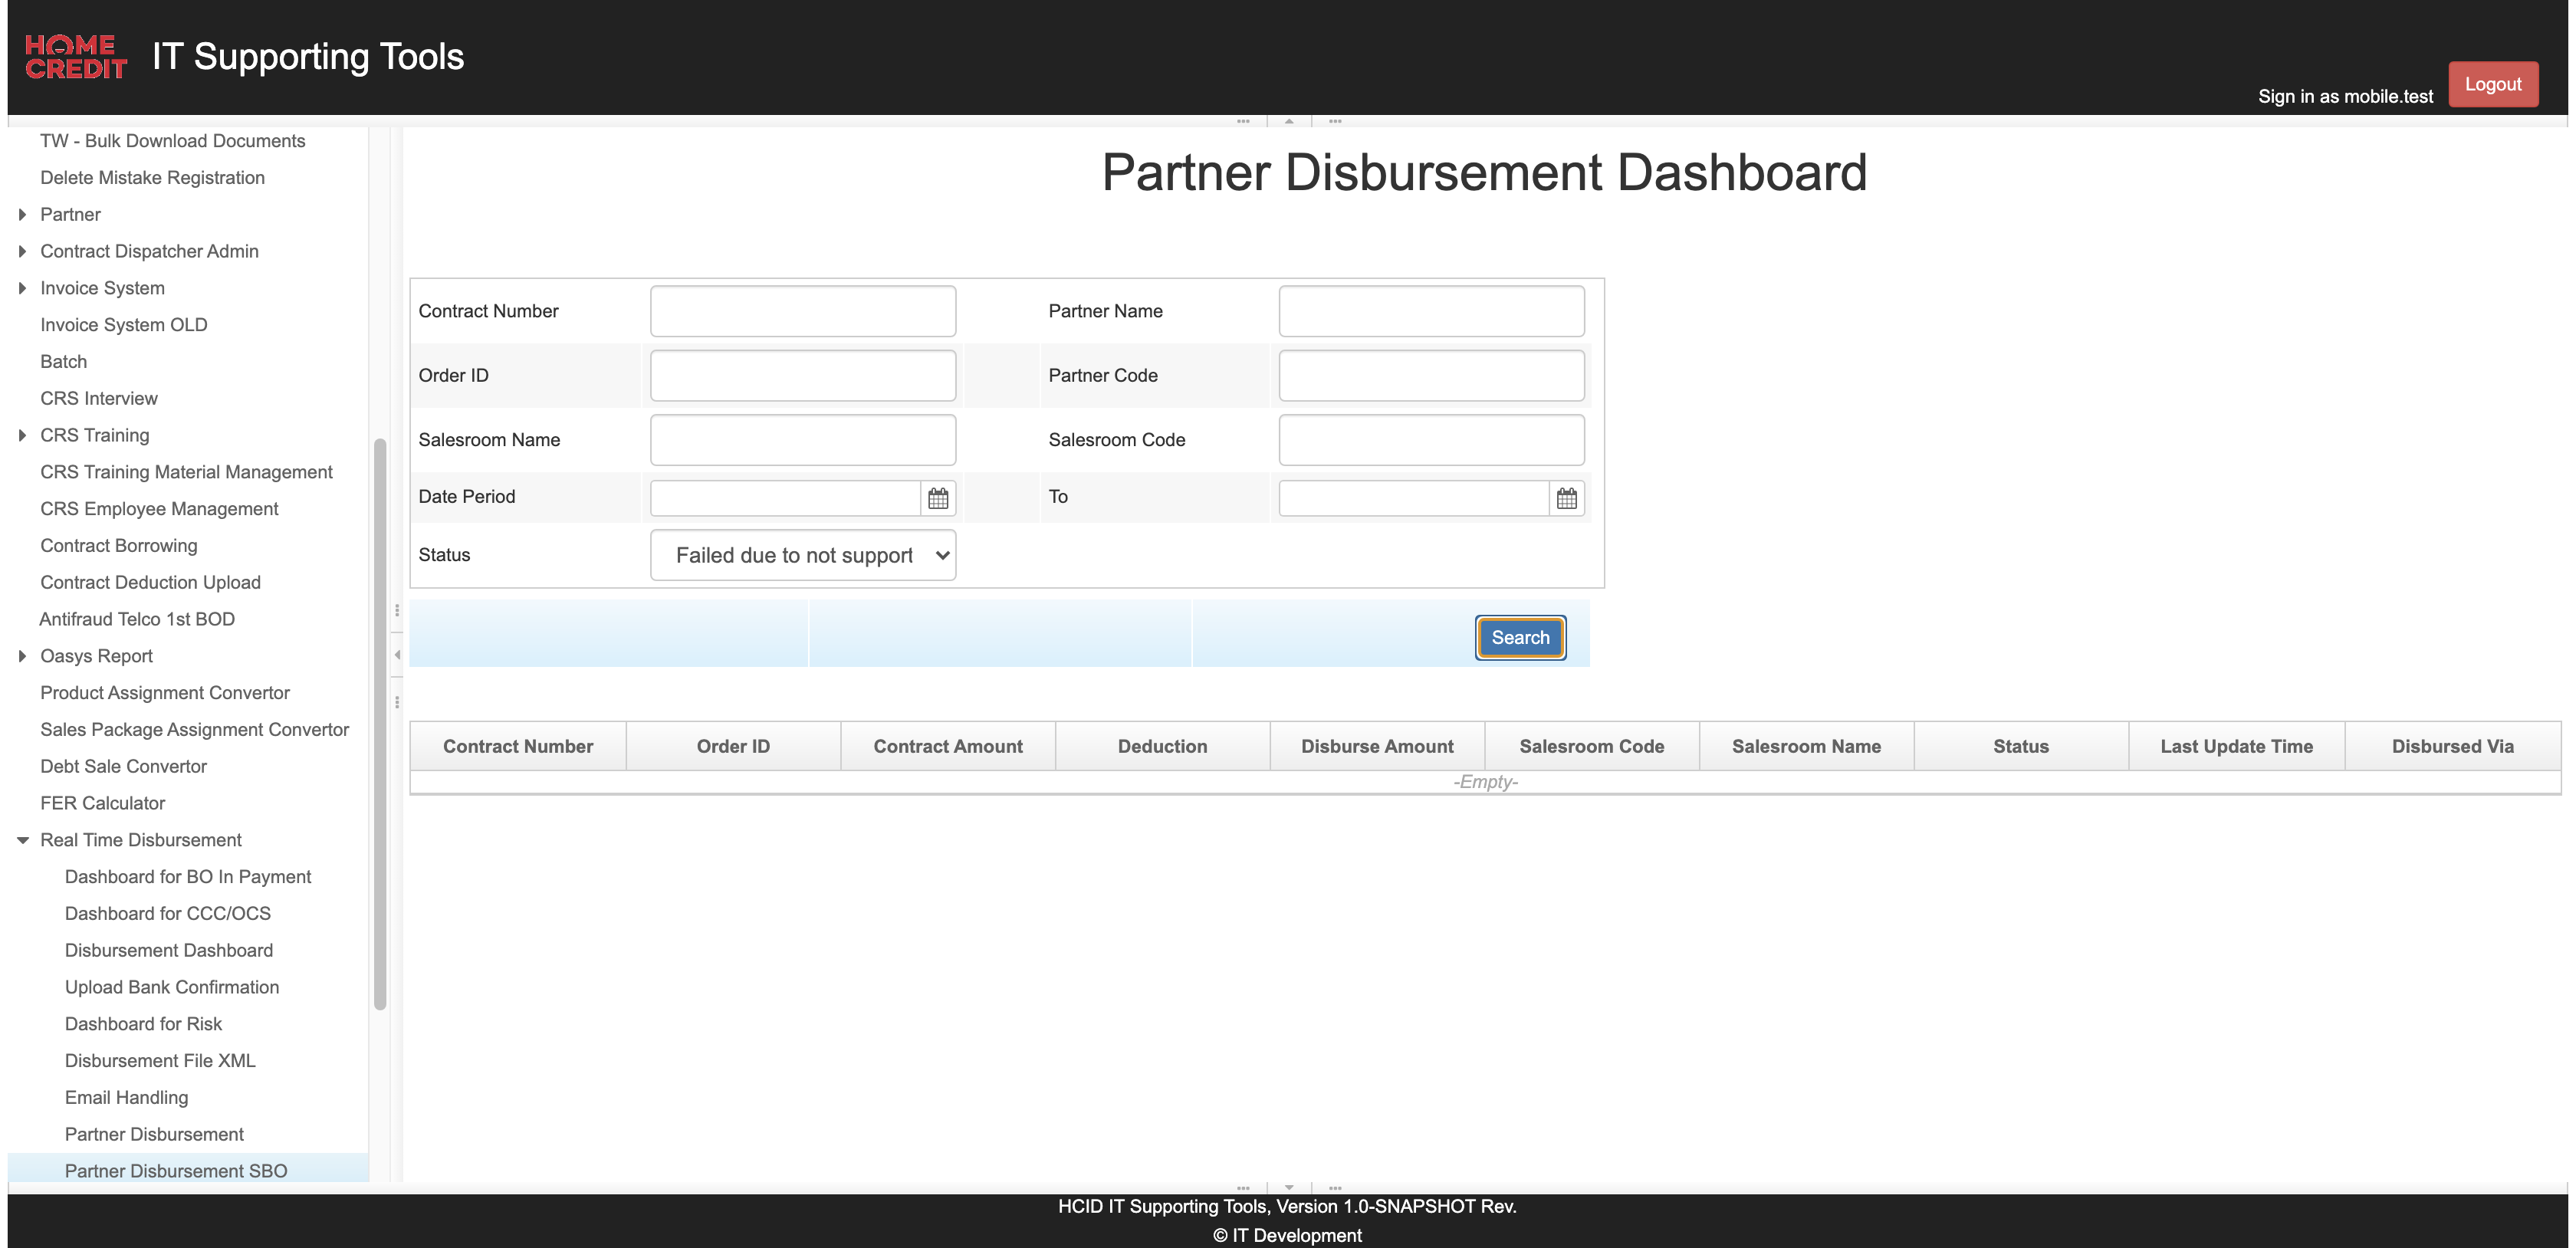 HOME
CREDIT
IT Supporting Tools
Sign in as mobile.test
Logout
TW - Bulk Download Documents
Delete Mistake Registration
Partner
Contract Dispatcher Admin
Invoice System
Invoice System OLD
Batch
CRS Interview
CRS Training
CRS Training Material Management
CRS Employee Management
Contract Borrowing
Contract Deduction Upload
Antifraud Telco 1st BOD
Oasys Report
Product Assignment Convertor
Sales Package Assignment Convertor
Debt Sale Convertor
FER Calculator
Real Time Disbursement
Dashboard for BO In Payment
Dashboard for CCC/OCS
Disbursement Dashboard
Upload Bank Confirmation
Dashboard for Risk
Disbursement File XML
Email Handling
Partner Disbursement
Partner Disbursement SBO
Partner Disbursement Dashboard
Contract Number Partner Name
Order ID Partner Code
Salesroom Name Salesroom Code
Date Period To
Status Failed due to not support
Search
Contract Number Order ID Contract Amount Deduction Disburse Amount Salesroom Code Salesroom Name Status Last Update Time Disbursed Via
-Empty-
HCID IT Supporting Tools, Version 1.0-SNAPSHOT Rev.
© IT Development